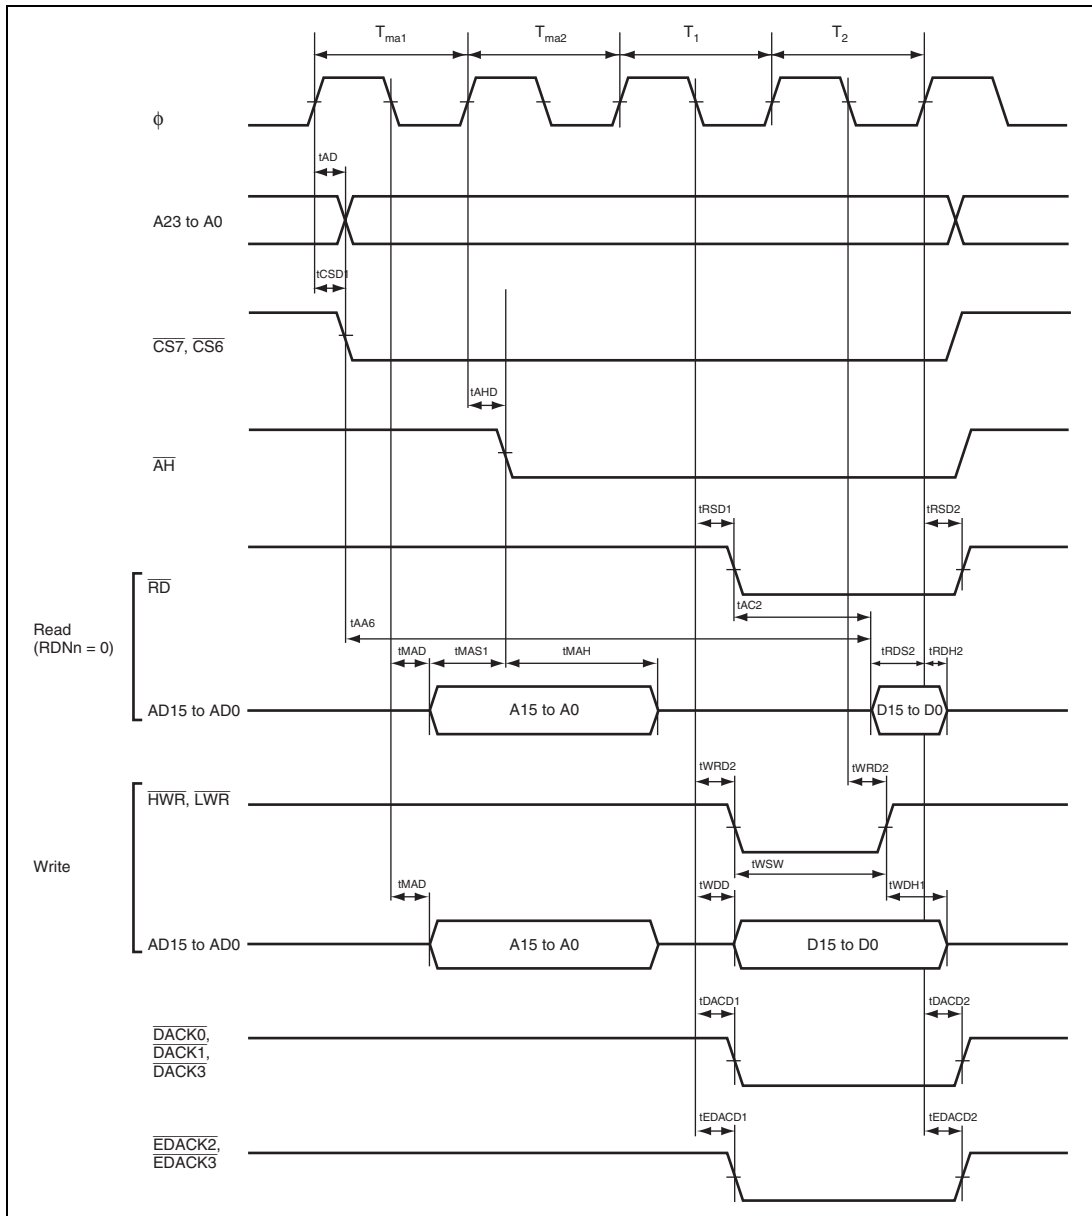 Tma1 Tma2 T1 T2
ϕ
tAD
A23 to A0
tCSD1
CS7, CS6
tAHD
AH
tRSD1 tRSD2
RD
tAC2
Read
(RDNn = 0)
tAA6
tMAD tMAS1 tMAH tRDS2 tRDH2
AD15 to AD0 A15 to A0 D15 to D0
tWRD2 tWRD2
HWR, LWR
tWSW
Write
tMAD tWDD tWDH1
AD15 to AD0 A15 to A0 D15 to D0
tDACD1 tDACD2
DACK0,
DACK1,
DACK3
tEDACD1 tEDACD2
EDACK2,
EDACK3